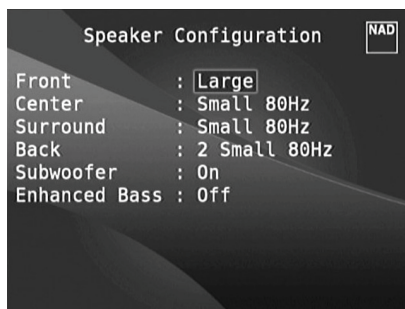 Speaker Configuration
NAD
Front : Large
Center : Small 80Hz
Surround : Small 80Hz
Back : 2 Small 80Hz
Subwoofer : On
Enhanced Bass : Off